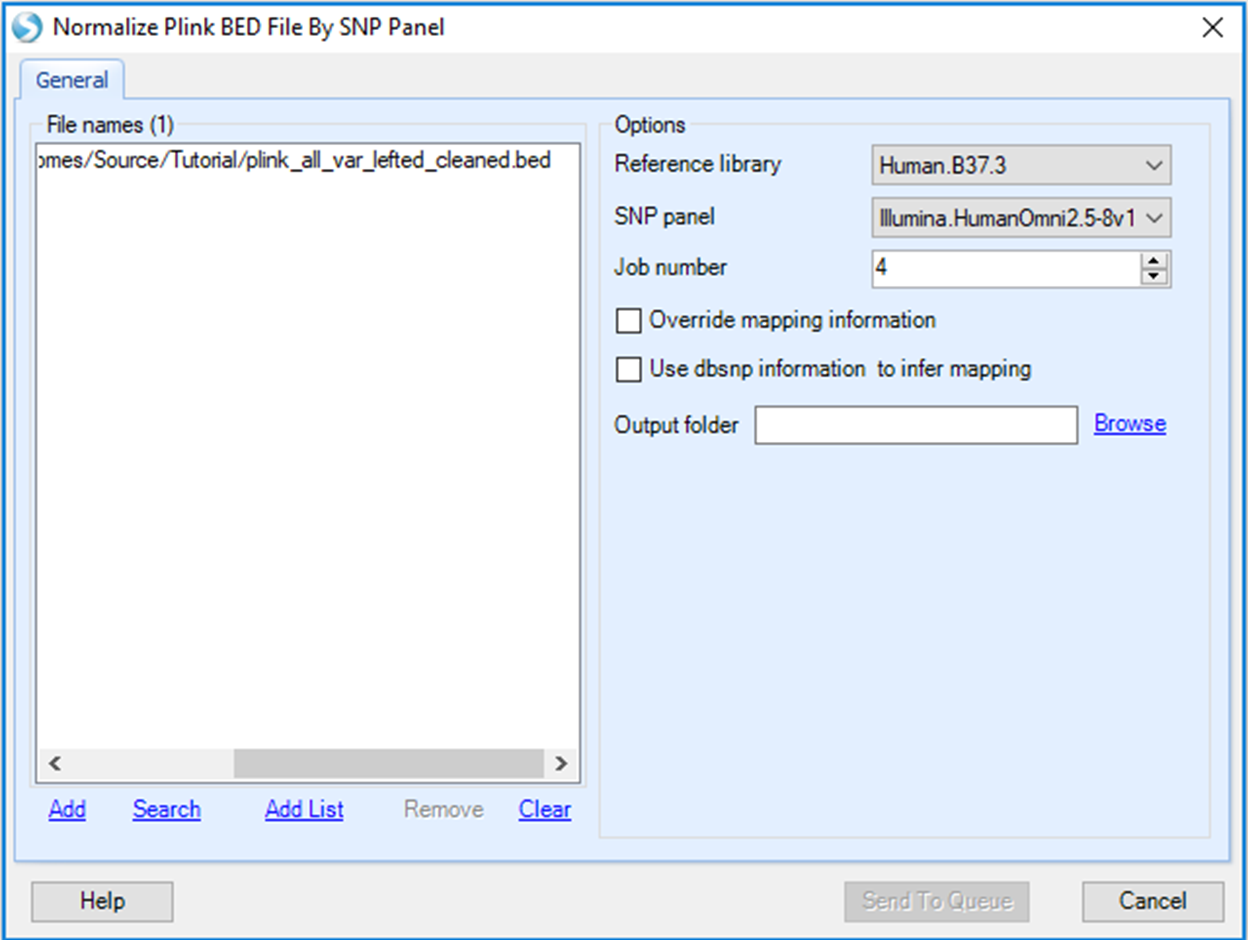 Normalize Plink BED File By SNP Panel
General
File names (1)
omes/Source/Tutorial/plink_all_var_lefted_cleaned.bed
Add Search Add List Remove Clear
Options
Reference library Human.B37.3
SNP panel Illumina.HumanOmni2.5-8v1
Job number 4
Override mapping information
Use dbsnp information  to infer mapping
Output folder Browse
Help Send To Queue Cancel